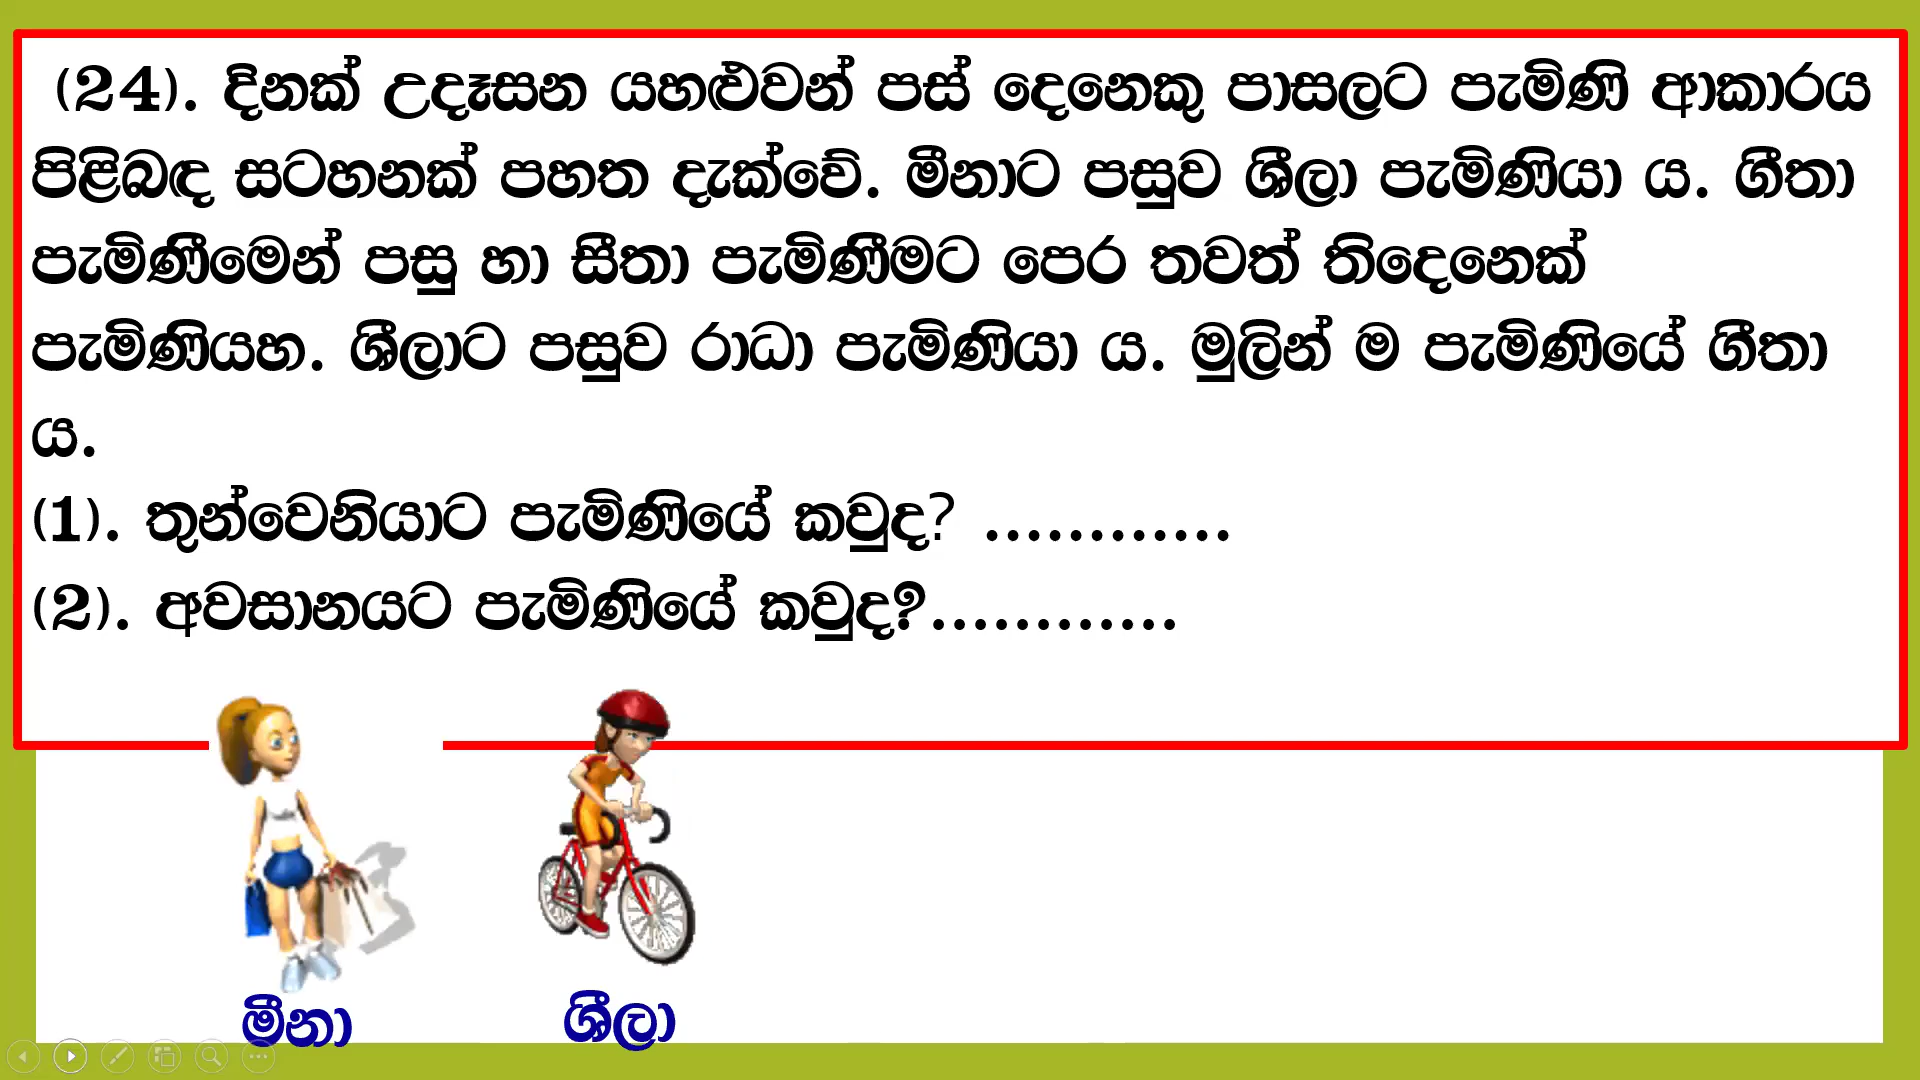 (24). දිනක් උදෑසන යහළුවන් පස් දෙනෙකු පාසලට පැමිණි ආකාරය
පිළිබඳ සටහනක් පහත දැක්වේ. මීනාට පසුව ශීලා පැමිණියා ය. ගීතා
පැමිණීමෙන් පසු හා සීතා පැමිණීමට පෙර තවත් තිදෙනෙක්
පැමිණියහ. ශීලාට පසුව රාධා පැමිණියා ය. මුලින් ම පැමිණියේ ගීතා
ය.
(1). තුන්වෙනියාට පැමිණියේ කවුද? ............
(2). අවසානයට පැමිණියේ කවුද?............
මීනා ශීලා